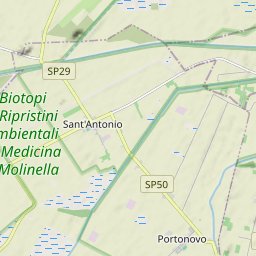 SP29
Biotopi
Ripristini
mbientali
Medicina
Molinella
Sant'Antonio
SP50
Portonovo